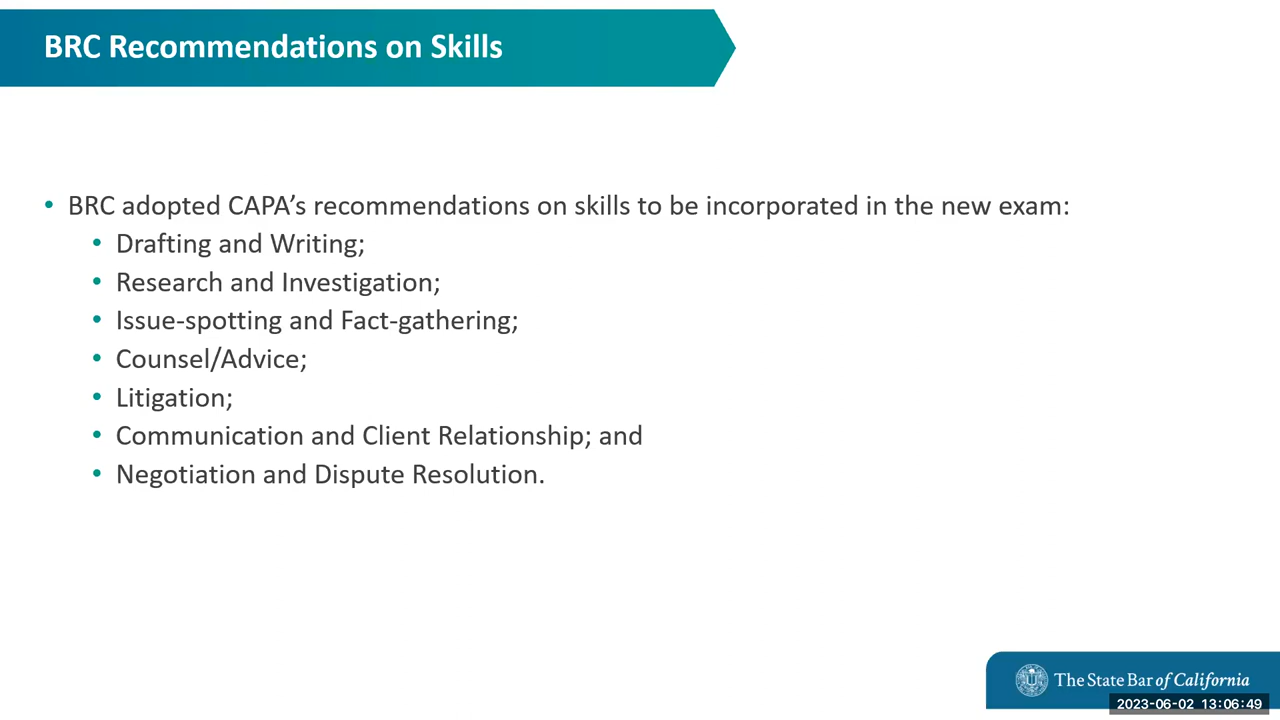 BRC Recommendations on Skills
• BRC adopted CAPA’s recommendations on skills to be incorporated in the new exam:
• Drafting and Writing;
• Research and Investigation;
• Issue-spotting and Fact-gathering;
• Counsel/Advice;
• Litigation;
• Communication and Client Relationship; and
• Negotiation and Dispute Resolution.
The State Bar of California
2023-06-02 13:06:49